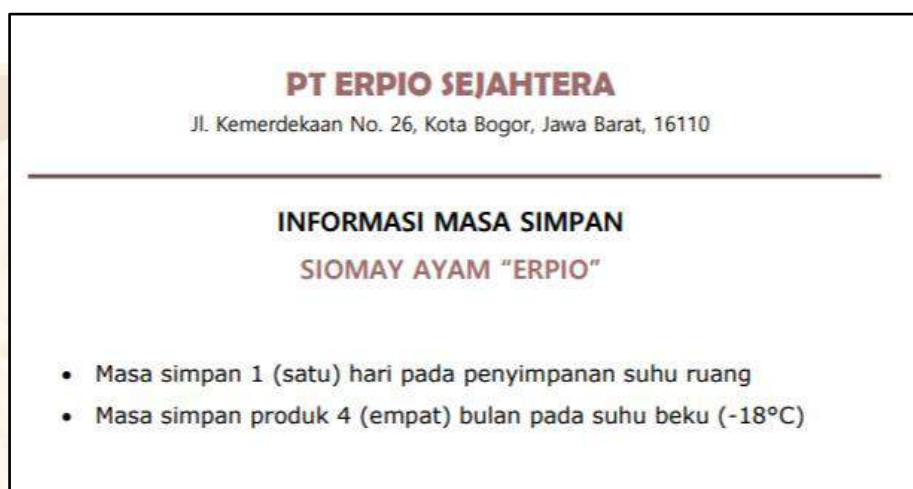 PT ERPIO SEJAHTERA
Jl. Kemerdekaan No. 26, Kota Bogor, Jawa Barat, 16110
INFORMASI MASA SIMPAN
SIOMAY AYAM “ERPIO”
• Masa simpan 1 (satu) hari pada penyimpanan suhu ruang
• Masa simpan produk 4 (empat) bulan pada suhu beku (-18°C)